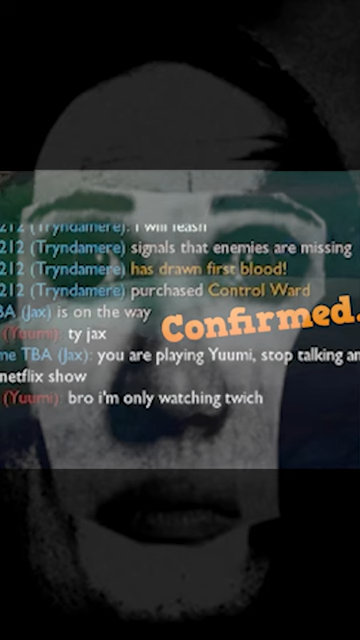 212 (Tryndamere): I will leash
212 (Tryndamere) signals that enemies are missing
212 (Tryndamere) has drawn first blood!
212 (Tryndamere) purchased Control Ward
BA (Jax) is on the way
Confirmed.
(Yuumi): ty jax
me TBA (Jax): you are playing Yuumi, stop talking an
netflix show
(Yuumi): bro i'm only watching twich